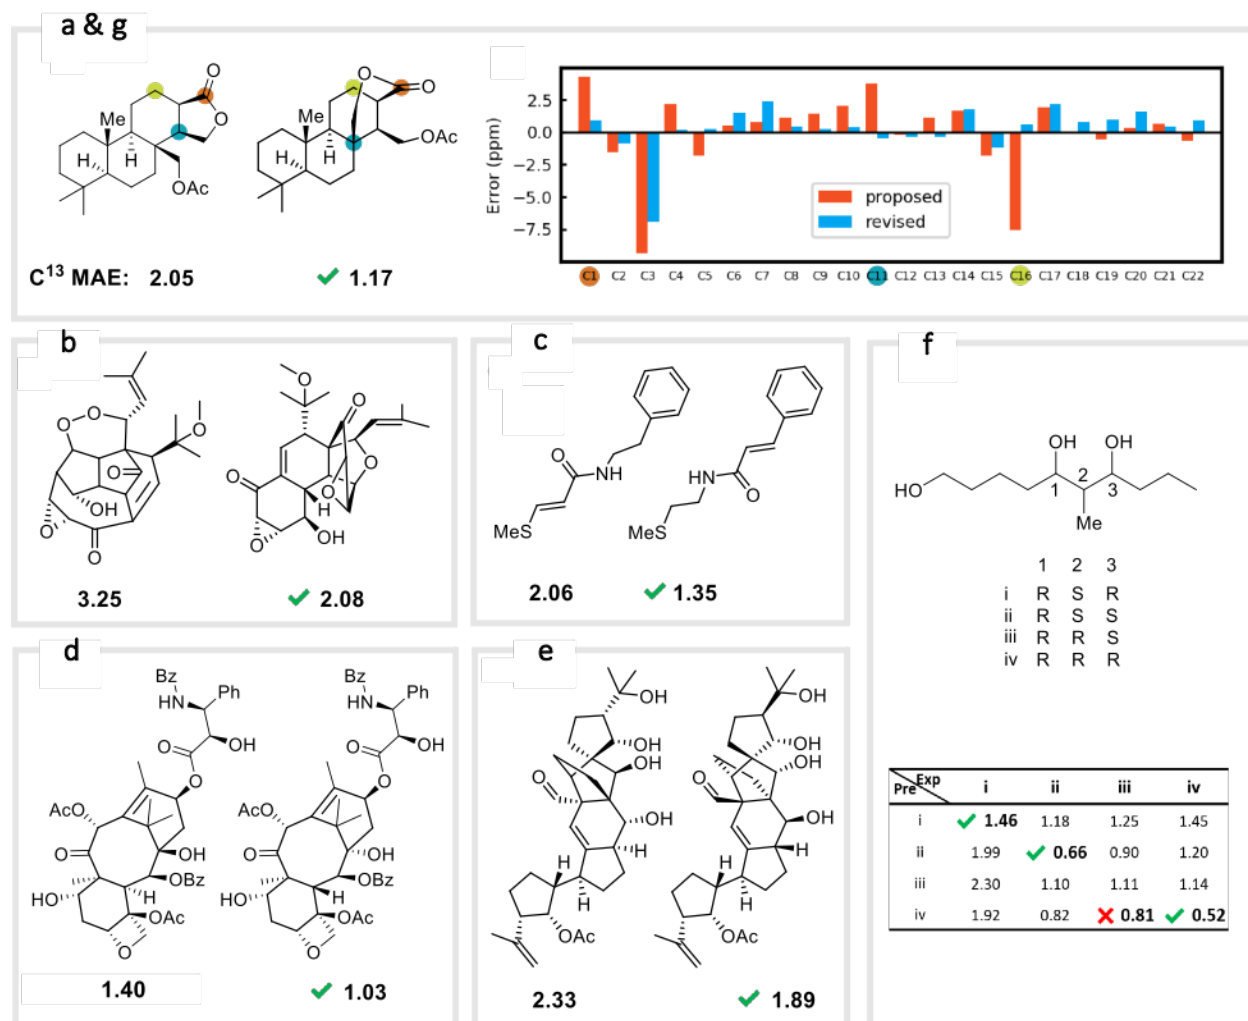 a & g
O
O
Me
H
H
OAc
O
O
Me
H
H
OAc
C13 MAE: 2.05
✓ 1.17
Error (ppm)
2.5
0.0
−2.5
−5.0
−7.5
proposed
revised
C1 C2 C3 C4 C5 C6 C7 C8 C9 C10 C11 C12 C13 C14 C15 C16 C17 C18 C19 C20 C21 C22
b
O
O
O
O
OH
O
O
3.25
O
O
O
O
O
H
OH
O
✓ 2.08
c
O
NH
MeS
2.06
NH
O
MeS
✓ 1.35
d
Bz
HN
Ph
O
OH
O
AcO
O
OH
OBz
HO
H
OAc
O
1.40
Bz
HN
Ph
O
OH
O
AcO
O
OH
OBz
HO
H
OAc
O
✓ 1.03
e
OH
OH
OH
O
OH
H
H
H
OAc
2.33
OH
OH
OH
O
OH
H
H
H
OAc
✓ 1.89
f
OH OH
HO
1 2 3
Me
1 2 3
i R S R
ii R S S
iii R R S
iv R R R
Pre Exp i ii iii iv
i ✓ 1.46 1.18 1.25 1.45
ii 1.99 ✓ 0.66 0.90 1.20
iii 2.30 1.10 1.11 1.14
iv 1.92 0.82 ✗ 0.81 ✓ 0.52